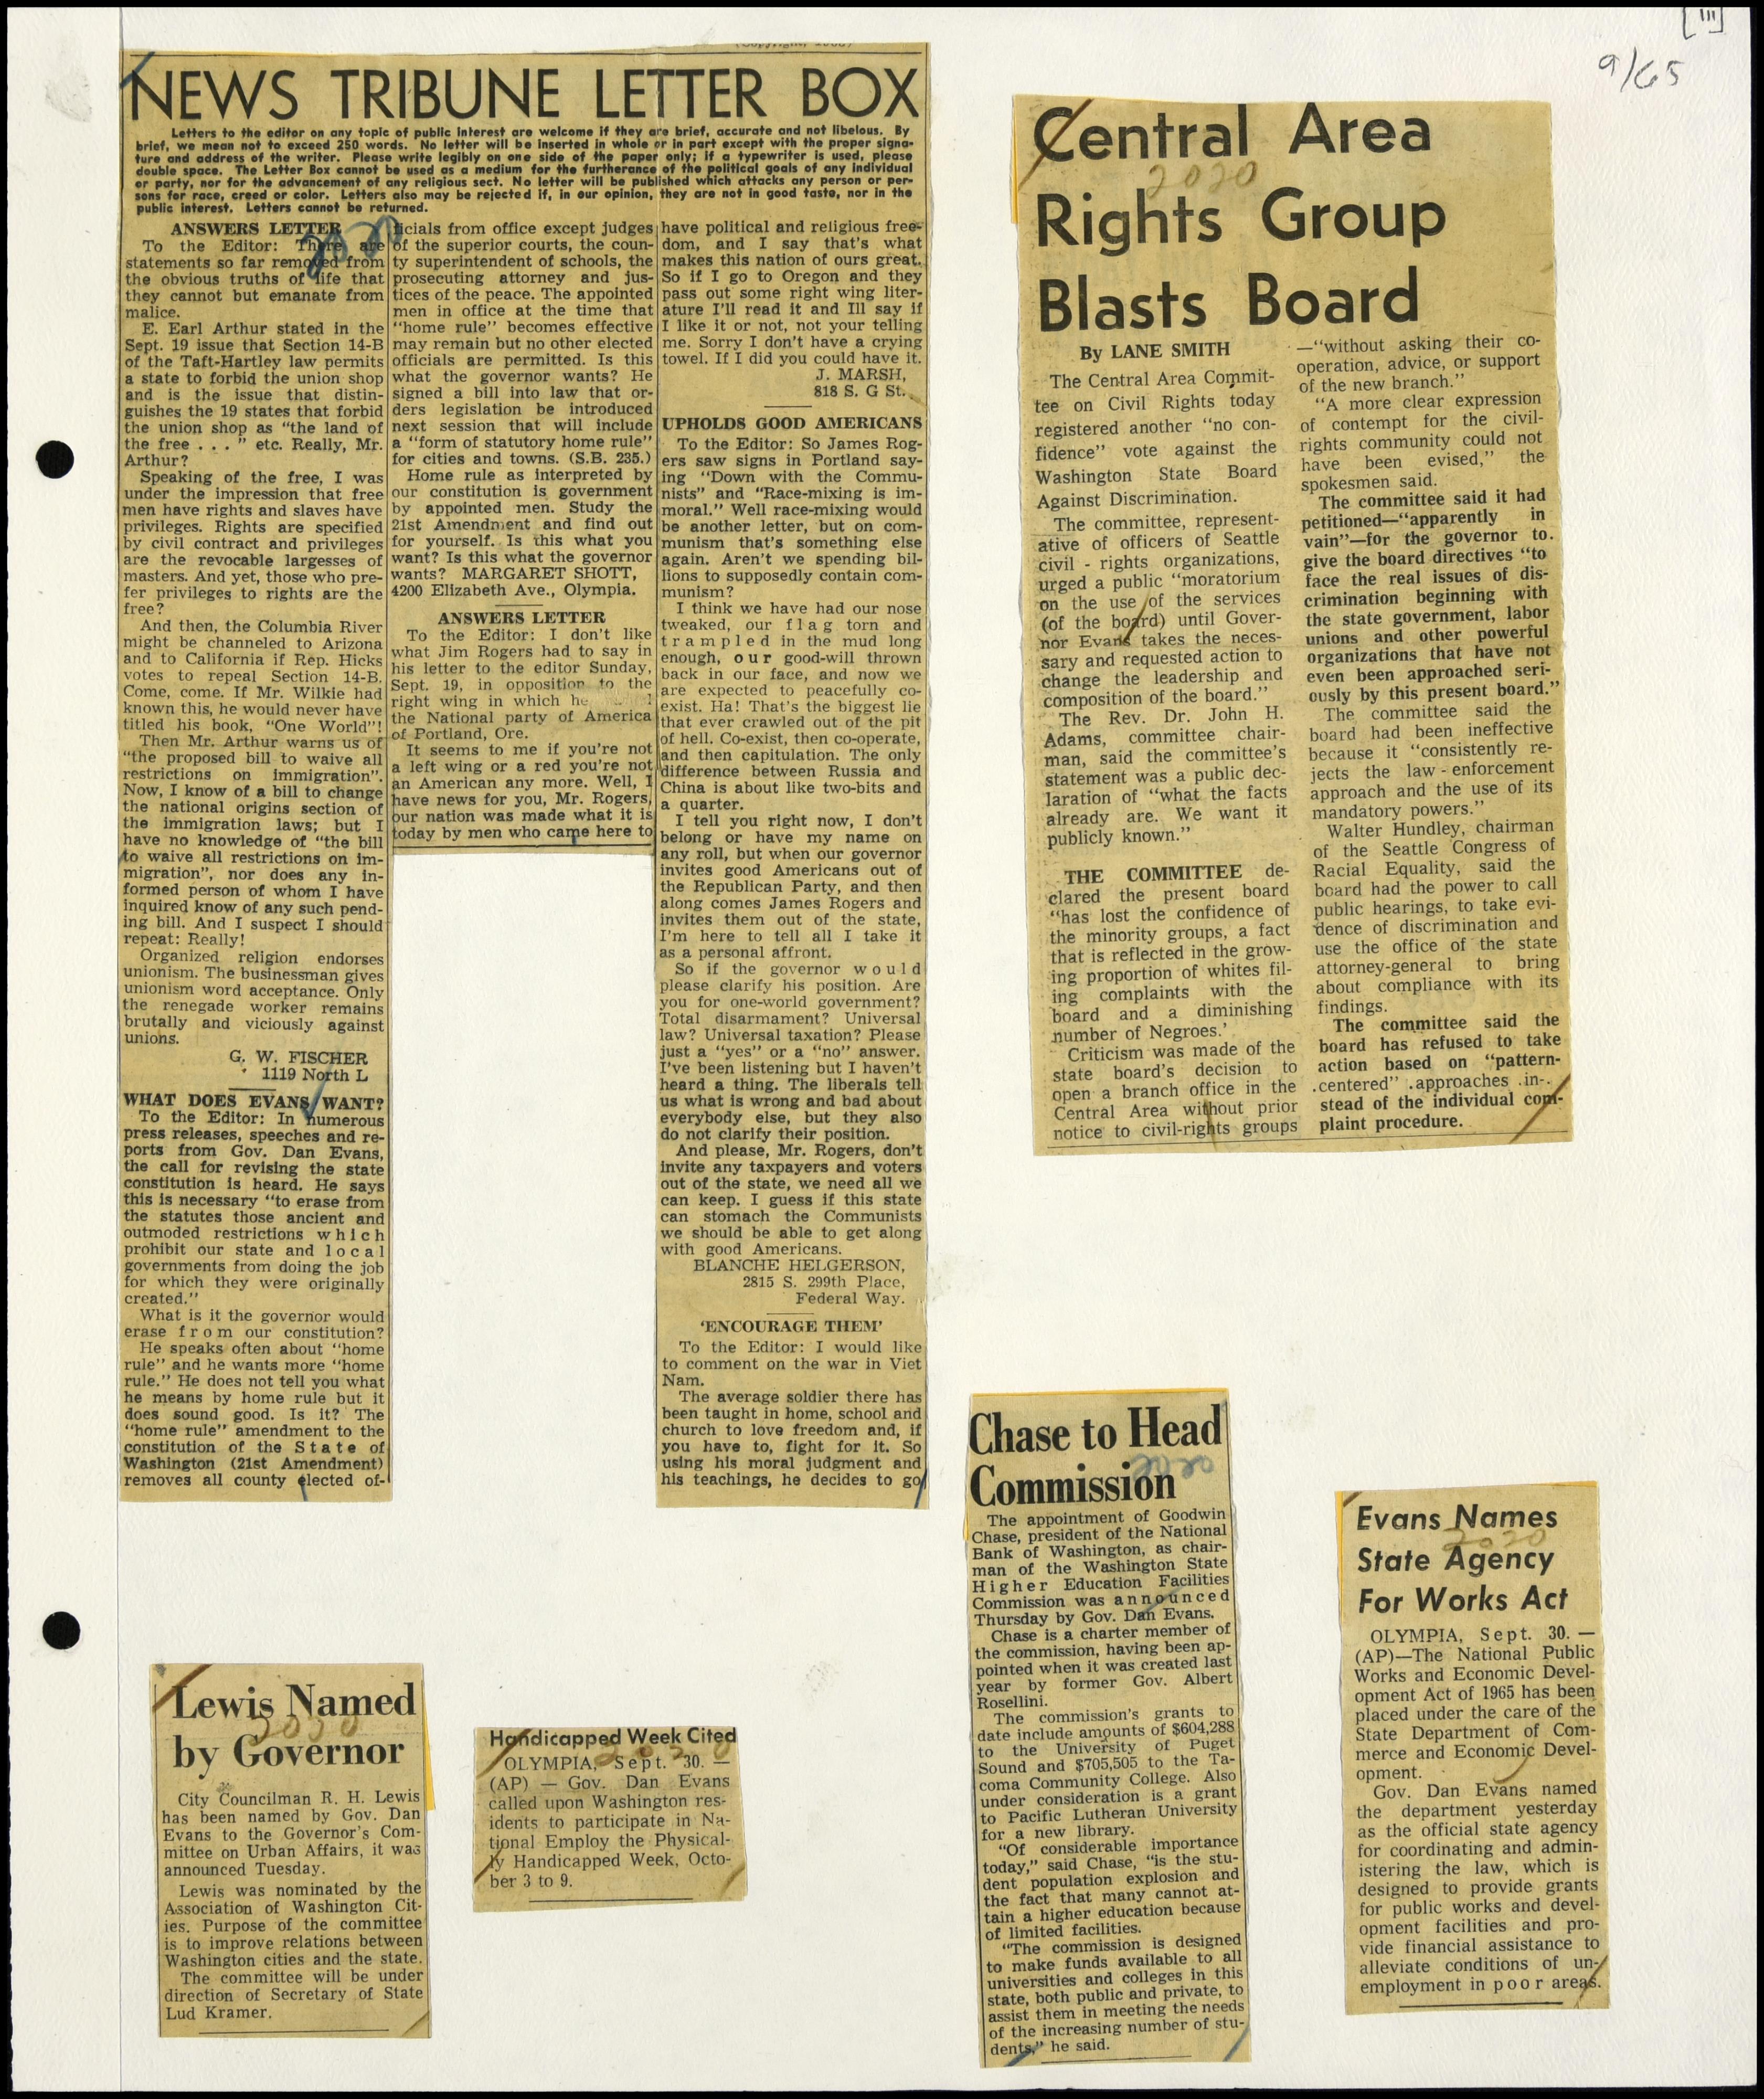 [111]
9/65
NEWS TRIBUNE LETTER BOX
Letters to the editor on any topic of public interest are welcome if they are brief, accurate and not libelous. By
brief, we mean not to exceed 250 words. No letter will be inserted in whole or in part except with the proper signa-
ture and address of the writer. Please write legibly on one side of the paper only; if a typewriter is used, please
double space. The Letter Box cannot be used as a medium for the furtherance of the political goals of any individual
or party, nor for the advancement of any religious sect. No letter will be published which attacks any person or per-
sons for race, creed or color. Letters also may be rejected if, in our opinion, they are not in good taste, nor in the
public interest. Letters cannot be returned.
ANSWERS LETTER
2020
To the Editor: There are
statements so far removed from
the obvious truths of life that
they cannot but emanate from
malice.
E. Earl Arthur stated in the
Sept. 19 issue that Section 14-B
of the Taft-Hartley law permits
a state to forbid the union shop
and is the issue that distin-
guishes the 19 states that forbid
the union shop as "the land of
the free . . . " etc. Really, Mr.
Arthur?
Speaking of the free, I was
under the impression that free
men have rights and slaves have
privileges. Rights are specified
by civil contract and privileges
are the revocable largesses of
masters. And yet, those who pre-
fer privileges to rights are the
free?
And then, the Columbia River
might be channeled to Arizona
and to California if Rep. Hicks
votes to repeal Section 14-B.
Come, come. If Mr. Wilkie had
known this, he would never have
titled his book, "One World"!
Then Mr. Arthur warns us of
"the proposed bill to waive all
restrictions on immigration".
Now, I know of a bill to change
the national origins section of
the immigration laws; but I
have no knowledge of "the bill
to waive all restrictions on im-
migration", nor does any in-
formed person of whom I have
inquired know of any such pend-
ing bill. And I suspect I should
repeat: Really!
Organized religion endorses
unionism. The businessman gives
unionism word acceptance. Only
the renegade worker remains
brutally and viciously against
unions.
G. W. FISCHER
1119 North L
WHAT DOES EVANS WANT?
To the Editor: In numerous
press releases, speeches and re-
ports from Gov. Dan Evans,
the call for revising the state
constitution is heard. He says
this is necessary "to erase from
the statutes those ancient and
outmoded restrictions which
prohibit our state and local
governments from doing the job
for which they were originally
created."
What is it the governor would
erase from our constitution?
He speaks often about "home
rule" and he wants more "home
rule." He does not tell you what
he means by home rule but it
does sound good. Is it? The
"home rule" amendment to the
constitution of the State of
Washington (21st Amendment)
removes all county elected of-
ficials from office except judges
of the superior courts, the coun-
ty superintendent of schools, the
prosecuting attorney and jus-
tices of the peace. The appointed
men in office at the time that
"home rule" becomes effective
may remain but no other elected
officials are permitted. Is this
what the governor wants? He
signed a bill into law that or-
ders legislation be introduced
next session that will include
a "form of statutory home rule"
for cities and towns. (S.B. 235.)
Home rule as interpreted by
our constitution is government
by appointed men. Study the
21st Amendment and find out
for yourself. Is this what you
want? Is this what the governor
wants? MARGARET SHOTT,
4200 Elizabeth Ave., Olympia.
ANSWERS LETTER
To the Editor: I don't like
what Jim Rogers had to say in
his letter to the editor Sunday,
Sept. 19, in opposition to the
right wing in which he
the National party of America
of Portland, Ore.
It seems to me if you're not
a left wing or a red you're not
an American any more. Well, I
have news for you, Mr. Rogers,
our nation was made what it is
today by men who came here to
have political and religious free-
dom, and I say that's what
makes this nation of ours great.
So if I go to Oregon and they
pass out some right wing liter-
ature I'll read it and Ill say if
I like it or not, not your telling
me. Sorry I don't have a crying
towel. If I did you could have it.
J. MARSH,
818 S. G St.
UPHOLDS GOOD AMERICANS
To the Editor: So James Rog-
ers saw signs in Portland say-
ing "Down with the Commu-
nists" and "Race-mixing is im-
moral." Well race-mixing would
be another letter, but on com-
munism that's something else
again. Aren't we spending bil-
lions to supposedly contain com-
munism?
I think we have had our nose
tweaked, our flag torn and
trampled in the mud long
enough, our good-will thrown
back in our face, and now we
are expected to peacefully co-
exist. Ha! That's the biggest lie
that ever crawled out of the pit
of hell. Co-exist, then co-operate,
and then capitulation. The only
difference between Russia and
China is about like two-bits and
a quarter.
I tell you right now, I don't
belong or have my name on
any roll, but when our governor
invites good Americans out of
the Republican Party, and then
along comes James Rogers and
invites them out of the state,
I'm here to tell all I take it
as a personal affront.
So if the governor would
please clarify his position. Are
you for one-world government?
Total disarmament? Universal
law? Universal taxation? Please
just a "yes" or a "no" answer.
I've been listening but I haven't
heard a thing. The liberals tell
us what is wrong and bad about
everybody else, but they also
do not clarify their position.
And please, Mr. Rogers, don't
invite any taxpayers and voters
out of the state, we need all we
can keep. I guess if this state
can stomach the Communists
we should be able to get along
with good Americans.
BLANCHE HELGERSON,
2815 S. 299th Place,
Federal Way.
'ENCOURAGE THEM'
To the Editor: I would like
to comment on the war in Viet
Nam.
The average soldier there has
been taught in home, school and
church to love freedom and, if
you have to, fight for it. So
using his moral judgment and
his teachings, he decides to go
Central Area
2020
Rights Group
Blasts Board
By LANE SMITH
The Central Area Commit-
tee on Civil Rights today
registered another "no con-
fidence" vote against the
Washington State Board
Against Discrimination.
The committee, represent-
ative of officers of Seattle
civil - rights organizations,
urged a public "moratorium
on the use of the services
(of the board) until Gover-
nor Evans takes the neces-
sary and requested action to
change the leadership and
composition of the board."
The Rev. Dr. John H.
Adams, committee chair-
man, said the committee's
statement was a public dec-
laration of "what the facts
already are. We want it
publicly known."
THE COMMITTEE de-
clared the present board
"has lost the confidence of
the minority groups, a fact
that is reflected in the grow-
ing proportion of whites fil-
ing complaints with the
board and a diminishing
number of Negroes.'
Criticism was made of the
state board's decision to
open a branch office in the
Central Area without prior
notice to civil-rights groups
—"without asking their co-
operation, advice, or support
of the new branch."
"A more clear expression
of contempt for the civil-
rights community could not
have been evised," the
spokesmen said.
The committee said it had
petitioned—"apparently in
vain"—for the governor to.
give the board directives "to
face the real issues of dis-
crimination beginning with
the state government, labor
unions and other powerful
organizations that have not
even been approached seri-
ously by this present board."
The committee said the
board had been ineffective
because it "consistently re-
jects the law - enforcement
approach and the use of its
mandatory powers."
Walter Hundley, chairman
of the Seattle Congress of
Racial Equality, said the
board had the power to call
public hearings, to take evi-
dence of discrimination and
use the office of the state
attorney-general to bring
about compliance with its
findings.
The committee said the
board has refused to take
action based on "pattern-
centered" approaches in-
stead of the individual com-
plaint procedure.
Chase to Head
2020
Commission
The appointment of Goodwin
Chase, president of the National
Bank of Washington, as chair-
man of the Washington State
Higher Education Facilities
Commission was announced
Thursday by Gov. Dan Evans.
Chase is a charter member of
the commission, having been ap-
pointed when it was created last
year by former Gov. Albert
Rosellini.
The commission's grants to
date include amounts of $604,288
to the University of Puget
Sound and $705,505 to the Ta-
coma Community College. Also
under consideration is a grant
to Pacific Lutheran University
for a new library.
"Of considerable importance
today," said Chase, "is the stu-
dent population explosion and
the fact that many cannot at-
tain a higher education because
of limited facilities.
"The commission is designed
to make funds available to all
universities and colleges in this
state, both public and private, to
assist them in meeting the needs
of the increasing number of stu-
dents," he said.
Evans Names
2020
State Agency
For Works Act
OLYMPIA, Sept. 30. —
(AP)—The National Public
Works and Economic Devel-
opment Act of 1965 has been
placed under the care of the
State Department of Com-
merce and Economic Devel-
opment.
Gov. Dan Evans named
the department yesterday
as the official state agency
for coordinating and admin-
istering the law, which is
designed to provide grants
for public works and devel-
opment facilities and pro-
vide financial assistance to
alleviate conditions of un-
employment in poor areas.
Lewis Named
2020
by Governor
City Councilman R. H. Lewis
has been named by Gov. Dan
Evans to the Governor's Com-
mittee on Urban Affairs, it was
announced Tuesday.
Lewis was nominated by the
Association of Washington Cit-
ies. Purpose of the committee
is to improve relations between
Washington cities and the state.
The committee will be under
direction of Secretary of State
Lud Kramer.
Handicapped Week Cited
2020
OLYMPIA, Sept. 30. —
(AP) — Gov. Dan Evans
called upon Washington res-
idents to participate in Na-
tional Employ the Physical-
ly Handicapped Week, Octo-
ber 3 to 9.